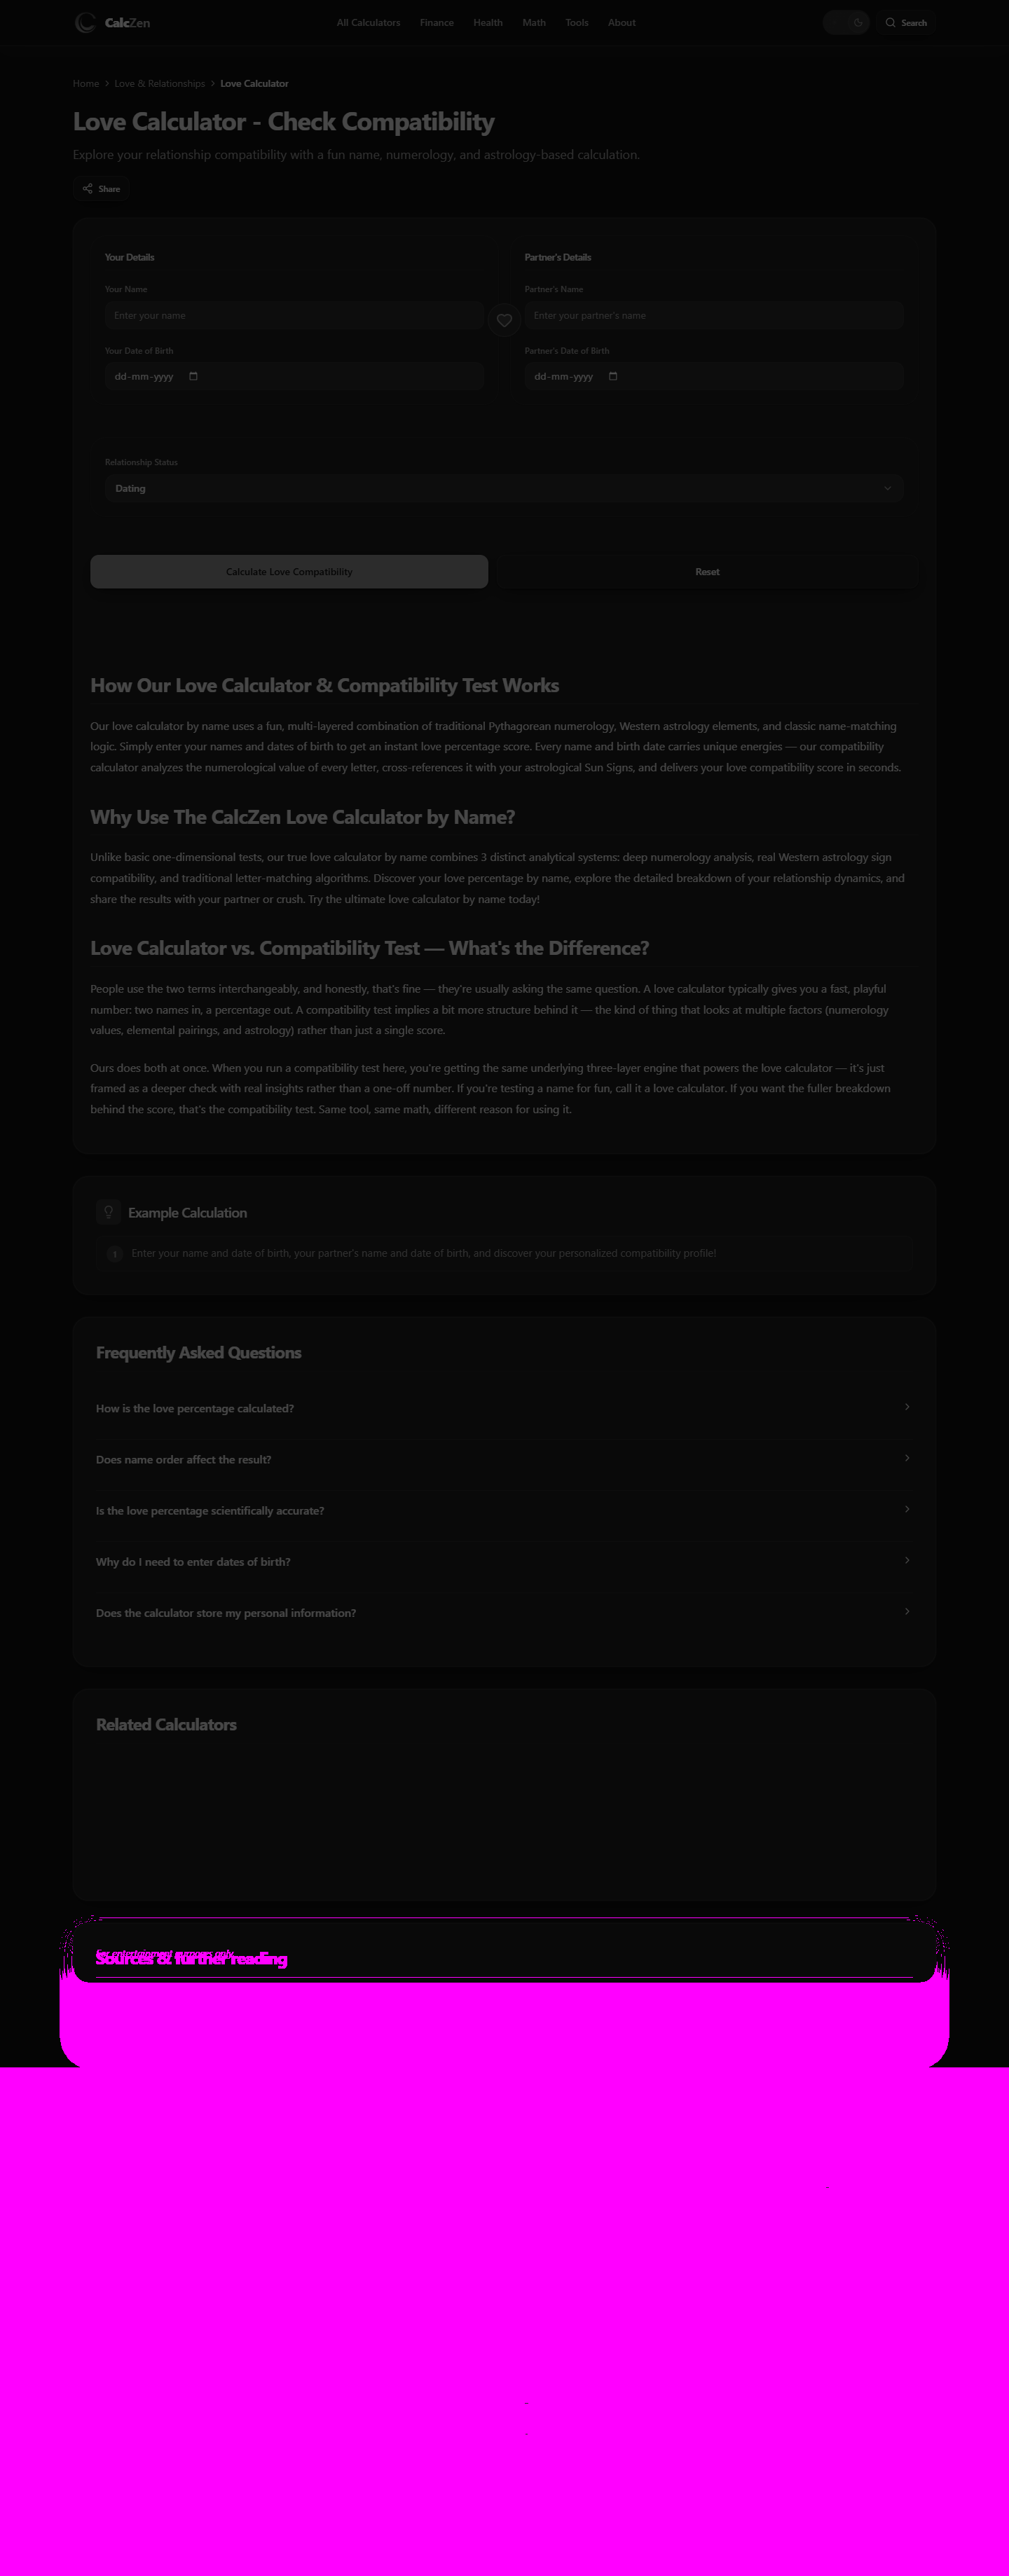 CalcZen
All Calculators
Finance
Health
Math
Tools
About
Search
Home > Love & Relationships > Love Calculator
Love Calculator - Check Compatibility
Explore your relationship compatibility with a fun name, numerology, and astrology-based calculation.
Share
Your Details
Your Name
Enter your name
Your Date of Birth
dd-mm-yyyy
Partner's Details
Partner's Name
Enter your partner's name
Partner's Date of Birth
dd-mm-yyyy
Relationship Status
Dating
Calculate Love Compatibility
Reset
How Our Love Calculator & Compatibility Test Works
Our love calculator by name uses a fun, multi-layered combination of traditional Pythagorean numerology, Western astrology elements, and classic name-matching
logic. Simply enter your names and dates of birth to get an instant love percentage score. Every name and birth date carries unique energies — our compatibility
calculator analyzes the numerological value of every letter, cross-references it with your astrological Sun Signs, and delivers your love compatibility score in seconds.
Why Use The CalcZen Love Calculator by Name?
Unlike basic one-dimensional tests, our true love calculator by name combines 3 distinct analytical systems: deep numerology analysis, real Western astrology sign
compatibility, and traditional letter-matching algorithms. Discover your love percentage by name, explore the detailed breakdown of your relationship dynamics, and
share the results with your partner or crush. Try the ultimate love calculator by name today!
Love Calculator vs. Compatibility Test — What's the Difference?
People use the two terms interchangeably, and honestly, that's fine — they're usually asking the same question. A love calculator typically gives you a fast, playful
number: two names in, a percentage out. A compatibility test implies a bit more structure behind it — the kind of thing that looks at multiple factors (numerology
values, elemental pairings, and astrology) rather than just a single score.
Ours does both at once. When you run a compatibility test here, you're getting the same underlying three-layer engine that powers the love calculator — it's just
framed as a deeper check with real insights rather than a one-off number. If you're testing a name for fun, call it a love calculator. If you want the fuller breakdown
behind the score, that's the compatibility test. Same tool, same math, different reason for using it.
Example Calculation
1 Enter your name and date of birth, your partner's name and date of birth, and discover your personalized compatibility profile!
Frequently Asked Questions
How is the love percentage calculated?
Does name order affect the result?
Is the love percentage scientifically accurate?
Why do I need to enter dates of birth?
Does the calculator store my personal information?
Related Calculators
For entertainment purposes only.
Sources & further reading